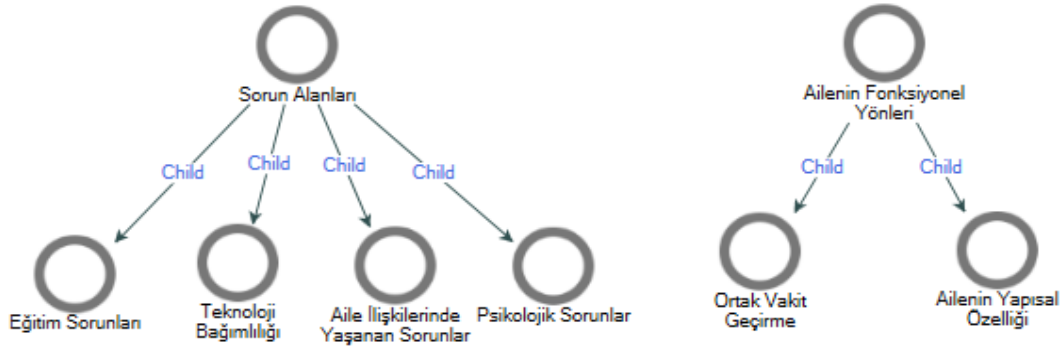 Sorun Alanları
Child
Child
Child
Child
Eğitim Sorunları
Teknoloji
Bağımlılığı
Aile İlişkilerinde
Yaşanan Sorunlar
Psikolojik Sorunlar
Ailenin Fonksiyonel
Yönleri
Child
Child
Ortak Vakit
Geçirme
Ailenin Yapısal
Özelliği